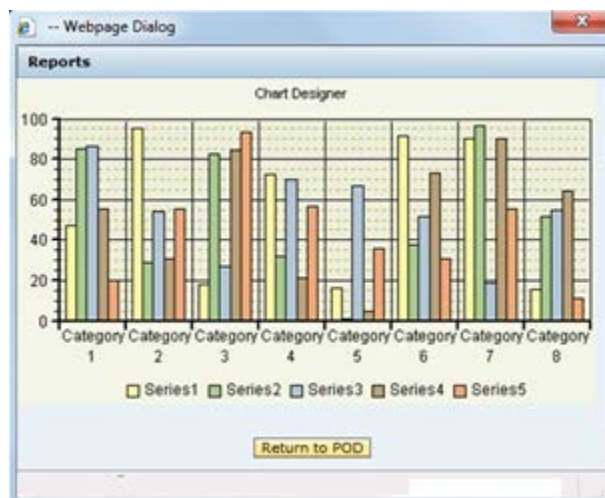 -- Webpage Dialog
X
Reports
Chart Designer
100
80
60
40
20
0
Category Category Category Category Category Category Category Category
1 2 3 4 5 6 7 8
Series1 Series2 Series3 Series4 Series5
Return to POD